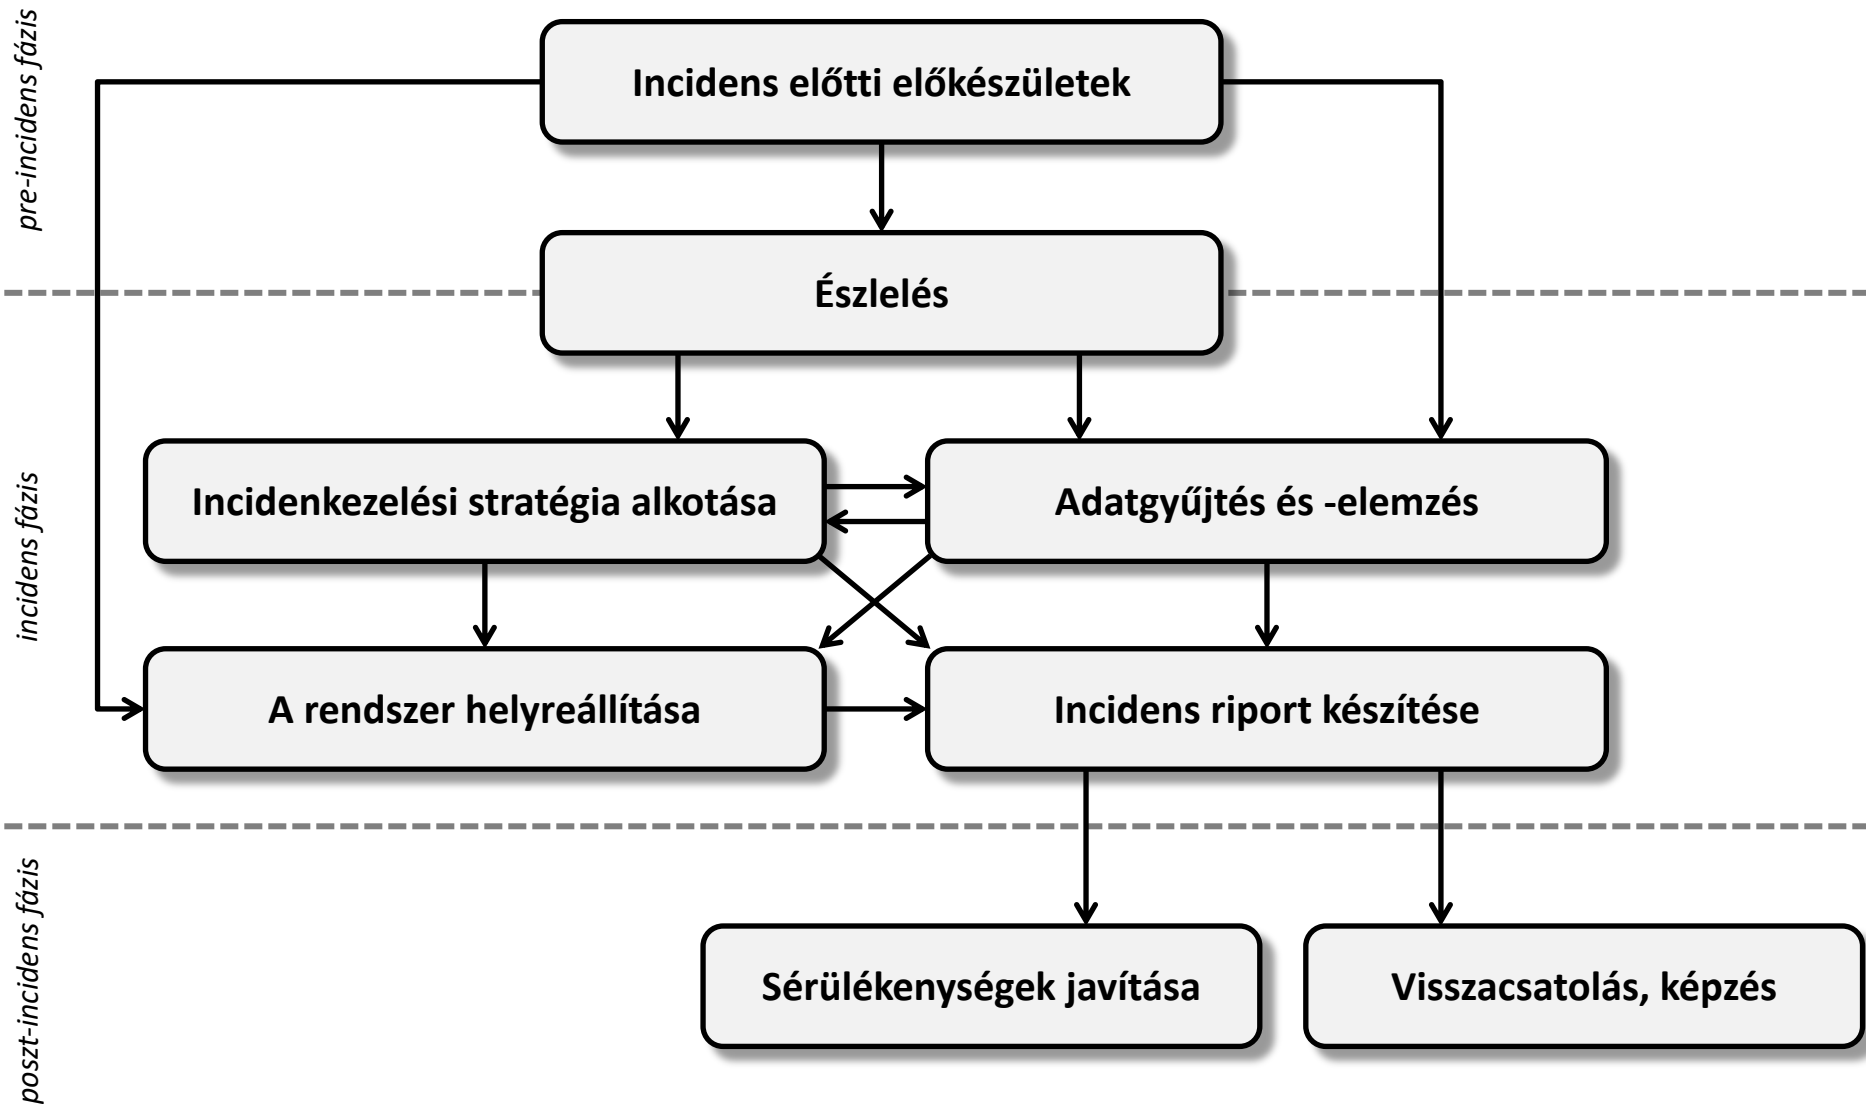 pre-incidens fázis
Incidens előtti előkészületek
Észlelés
incidens fázis
Incidenkezelési stratégia alkotása
Adatgyűjtés és -elemzés
A rendszer helyreállítása
Incidens riport készítése
poszt-incidens fázis
Sérülékenységek javítása
Visszacsatolás, képzés